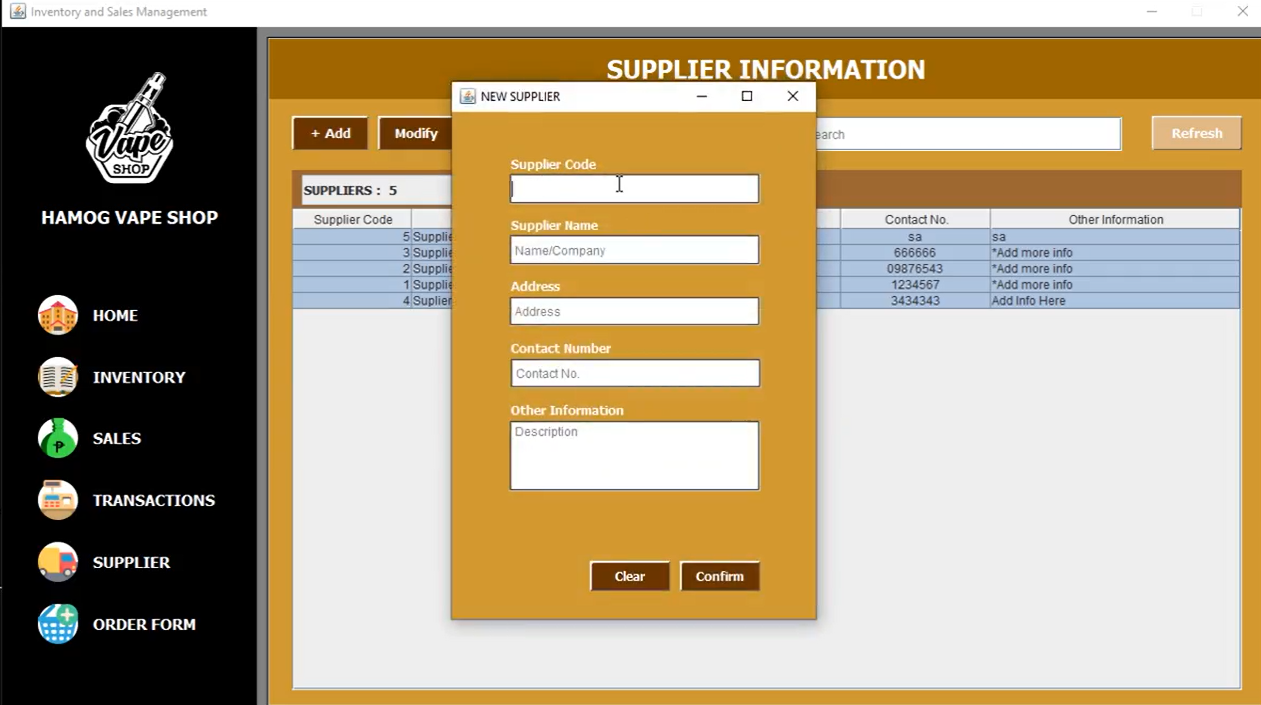 Inventory and Sales Management
Vape
SHOP
HAMOG VAPE SHOP
HOME
INVENTORY
SALES
TRANSACTIONS
SUPPLIER
ORDER FORM
SUPPLIER INFORMATION
+ Add
Modify
earch
Refresh
SUPPLIERS : 5
Supplier Code Contact No. Other Information
5 Supplie sa sa
3 Supplie 666666 *Add more info
2 Supplie 09876543 *Add more info
1 Supplie 1234567 *Add more info
4 Suplier 3434343 Add Info Here
NEW SUPPLIER
Supplier Code
Supplier Name
Name/Company
Address
Address
Contact Number
Contact No.
Other Information
Description
Clear
Confirm